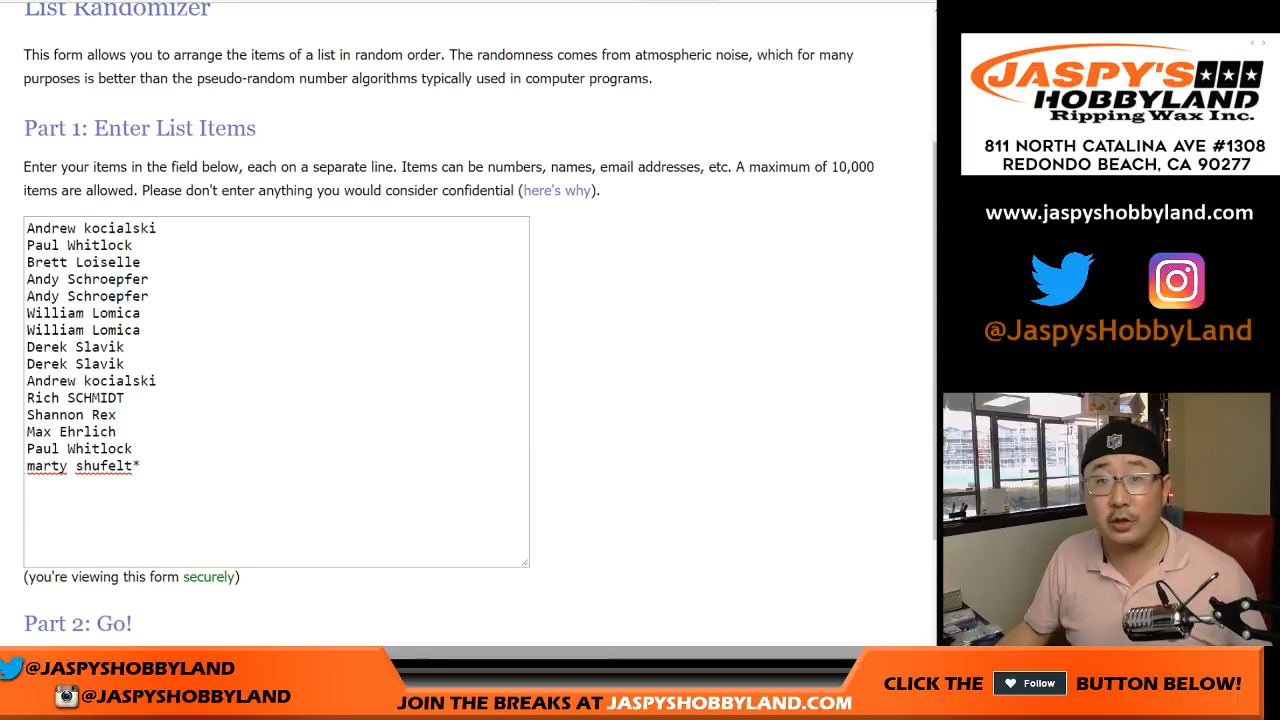 List Randomizer
This form allows you to arrange the items of a list in random order. The randomness comes from atmospheric noise, which for many
purposes is better than the pseudo-random number algorithms typically used in computer programs.
Part 1: Enter List Items
Enter your items in the field below, each on a separate line. Items can be numbers, names, email addresses, etc. A maximum of 10,000
items are allowed. Please don't enter anything you would consider confidential (here's why).
Andrew kocialski
Paul Whitlock
Brett Loiselle
Andy Schroepfer
Andy Schroepfer
William Lomica
William Lomica
Derek Slavik
Derek Slavik
Andrew kocialski
Rich SCHMIDT
Shannon Rex
Max Ehrlich
Paul Whitlock
marty shufelt*
(you're viewing this form securely)
Part 2: Go!
JASPY'S
HOBBYLAND
Ripping Wax Inc.
811 NORTH CATALINA AVE #1308
REDONDO BEACH, CA 90277
www.jaspyshobbyland.com
@JaspysHobbyLand
@JASPYSHOBBYLAND
@JASPYSHOBBYLAND
JOIN THE BREAKS AT JASPYSHOBBYLAND.COM
CLICK THE Follow BUTTON BELOW!